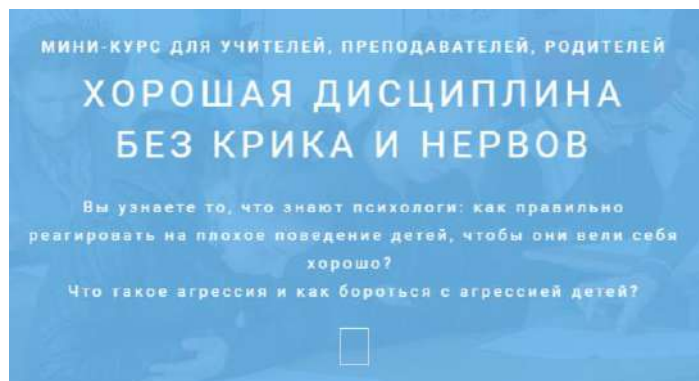 МИНИ-КУРС ДЛЯ УЧИТЕЛЕЙ, ПРЕПОДАВАТЕЛЕЙ, РОДИТЕЛЕЙ
ХОРОШАЯ ДИСЦИПЛИНА
БЕЗ КРИКА И НЕРВОВ
Вы узнаете то, что знают психологи: как правильно
реагировать на плохое поведение детей, чтобы они вели себя
хорошо?
Что такое агрессия и как бороться с агрессией детей?